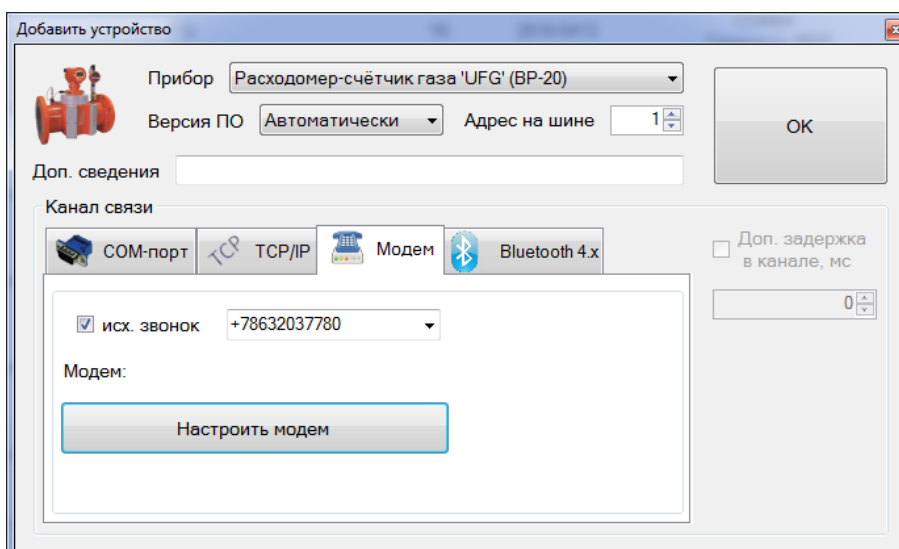 Добавить устройство
Прибор Расходомер-счётчик газа 'UFG' (ВР-20)
Версия ПО Автоматически Адрес на шине 1
OK
Доп. сведения
Канал связи
COM-порт TCP TCP/IP Модем Bluetooth 4.x
Доп. задержка
в канале, мс
0
исх. звонок +78632037780
Модем:
Настроить модем